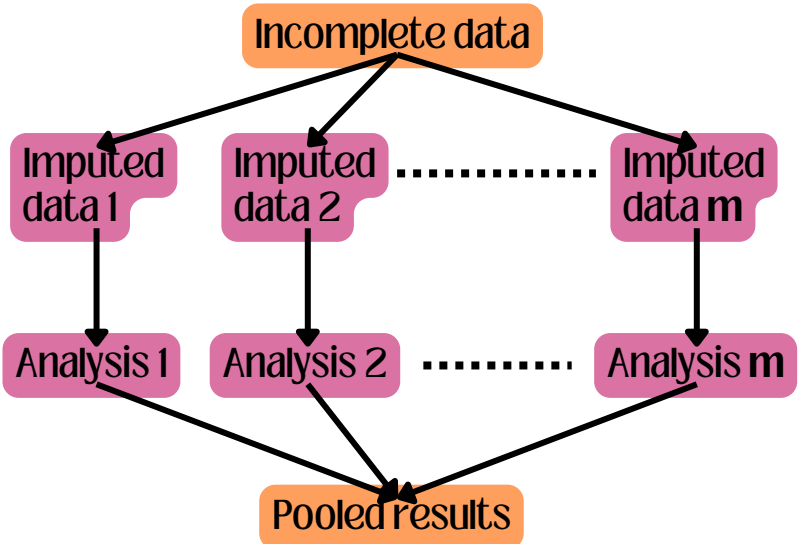 Incomplete data
Imputed
data 1
Imputed
data 2
Imputed
data m
Analysis 1
Analysis 2
Analysis m
Pooled results